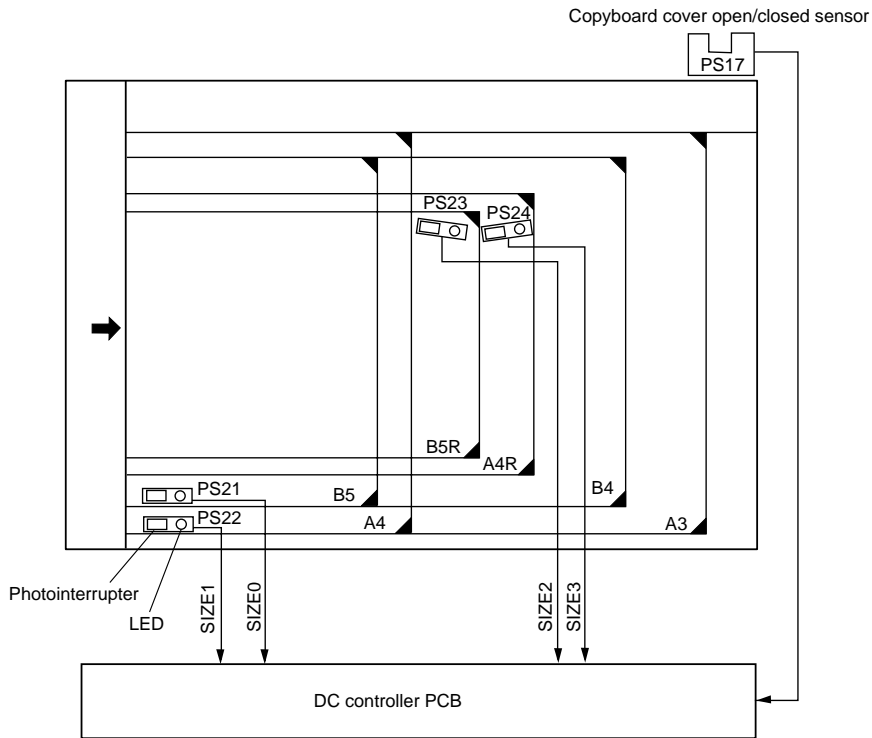 Copyboard cover open/closed sensor
PS17
PS23
PS24
B5R
A4R
PS21
B5
B4
PS22
A4
A3
Photointerrupter
LED
SIZE1
SIZE0
SIZE2
SIZE3
DC controller PCB